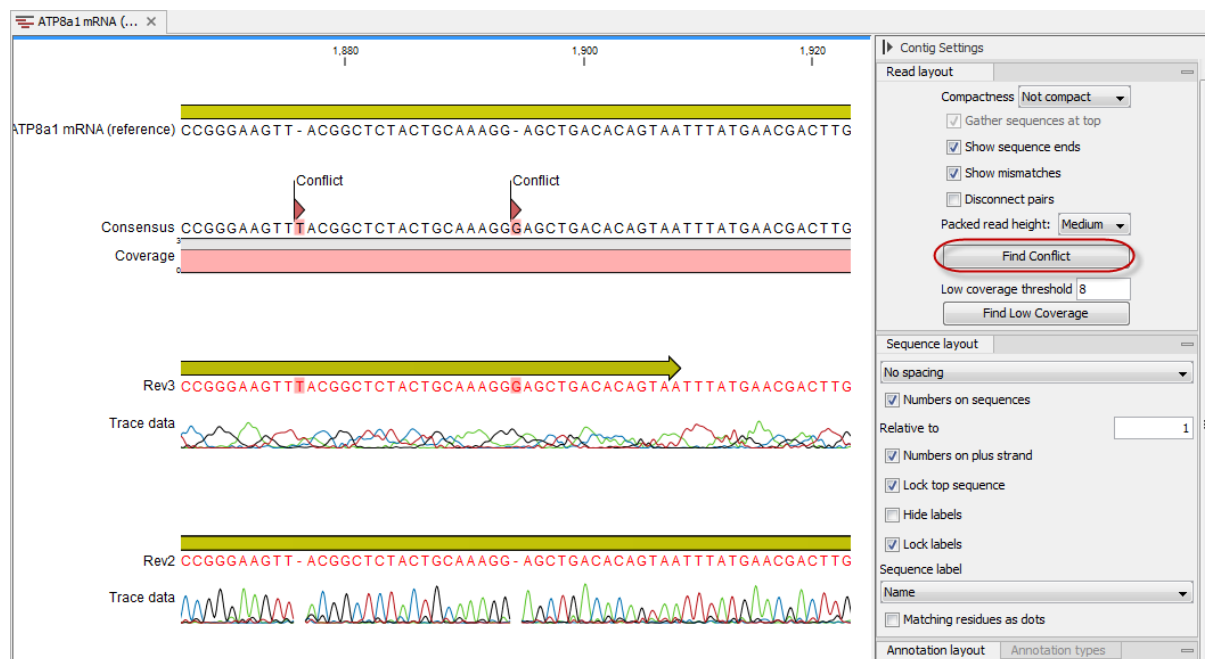 ATP8a1 mRNA (...
1,880 1,900 1,920
ATP8a1 mRNA (reference) CCGGGAAGTT-ACGGCTCTACTGCAAAGG-AGCTGACACAGTAATTTATGAACGACTTG
Conflict Conflict
Consensus CCGGGAAGTTTACGGCTCTACTGCAAAGGGAGCTGACACAGTAATTTATGAACGACTTG
3
Coverage
0
Rev3 CCGGGAAGTTTACGGCTCTACTGCAAAGGGAGCTGACACAGTAATTTATGAACGACTTG
Trace data
Rev2 CCGGGAAGTT-ACGGCTCTACTGCAAAGG-AGCTGACACAGTAATTTATGAACGACTTG
Trace data
Contig Settings
Read layout
Compactness Not compact
Gather sequences at top
Show sequence ends
Show mismatches
Disconnect pairs
Packed read height: Medium
Find Conflict
Low coverage threshold 8
Find Low Coverage
Sequence layout
No spacing
Numbers on sequences
Relative to 1
Numbers on plus strand
Lock top sequence
Hide labels
Lock labels
Sequence label
Name
Matching residues as dots
Annotation layout Annotation types